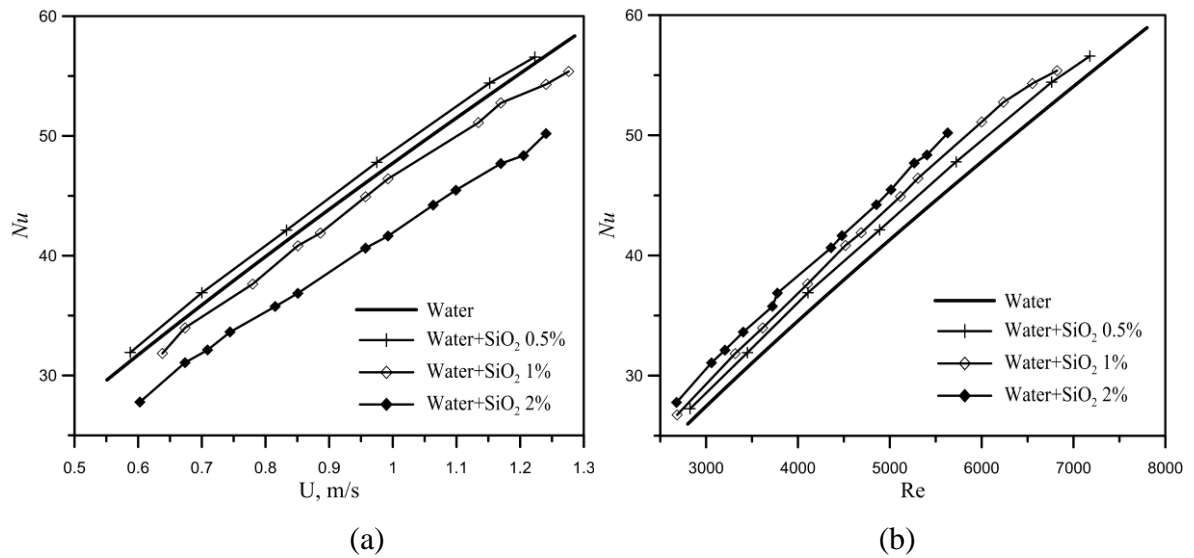 60
50
40
30
Nu
0.5 0.6 0.7 0.8 0.9 1 1.1 1.2 1.3
U, m/s
Water
Water+SiO2 0.5%
Water+SiO2 1%
Water+SiO2 2%
(a)
60
50
40
30
Nu
3000 4000 5000 6000 7000 8000
Re
Water
Water+SiO2 0.5%
Water+SiO2 1%
Water+SiO2 2%
(b)